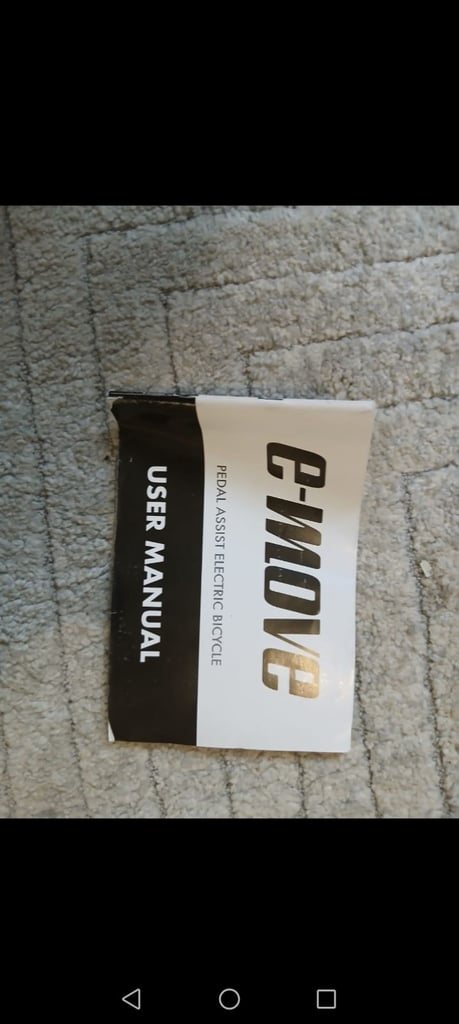 e-move
PEDAL ASSIST ELECTRIC BICYCLE
USER MANUAL